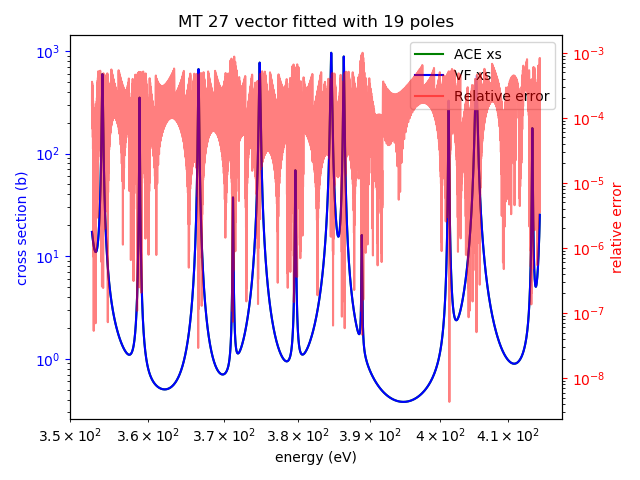 MT 27 vector fitted with 19 poles
ACE xs
VF xs
Relative error
cross section (b)
10³
10²
10¹
10⁰
relative error
10⁻³
10⁻⁴
10⁻⁵
10⁻⁶
10⁻⁷
10⁻⁸
3.5 × 10² 3.6 × 10² 3.7 × 10² 3.8 × 10² 3.9 × 10² 4 × 10² 4.1 × 10²
energy (eV)